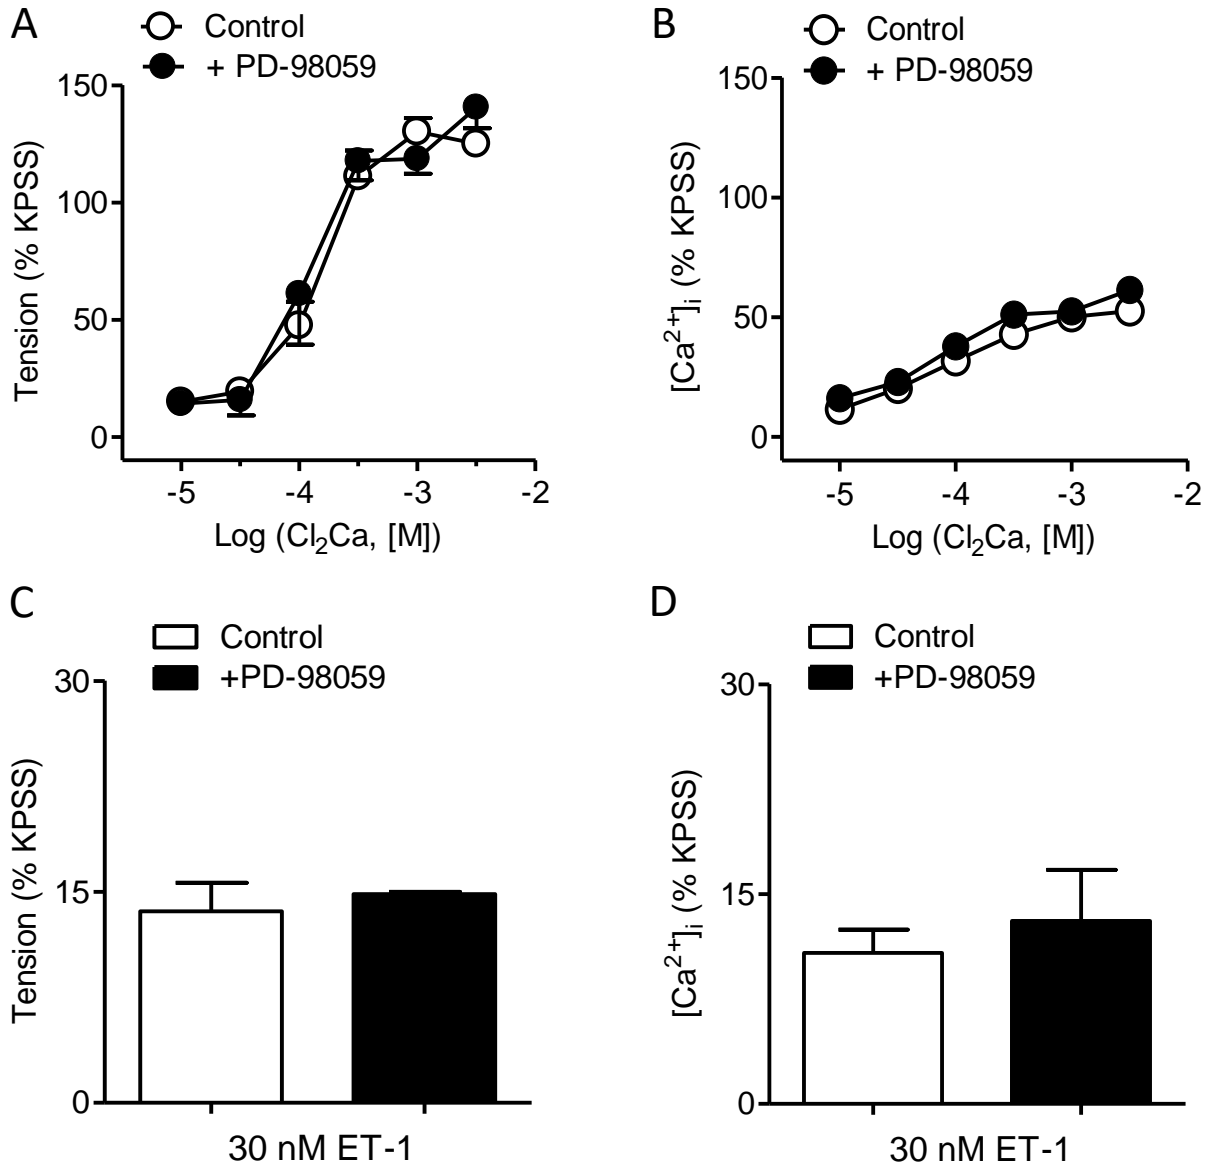 A
Control
+ PD-98059
150
100
50
0
Tension (% KPSS)
-5
-4
-3
-2
Log (Cl₂Ca, [M])
B
Control
+ PD-98059
150
100
50
0
[Ca²⁺]ᵢ (% KPSS)
-5
-4
-3
-2
Log (Cl₂Ca, [M])
C
Control
+PD-98059
30
15
0
Tension (% KPSS)
30 nM ET-1
D
Control
+PD-98059
30
15
0
[Ca²⁺]ᵢ (% KPSS)
30 nM ET-1